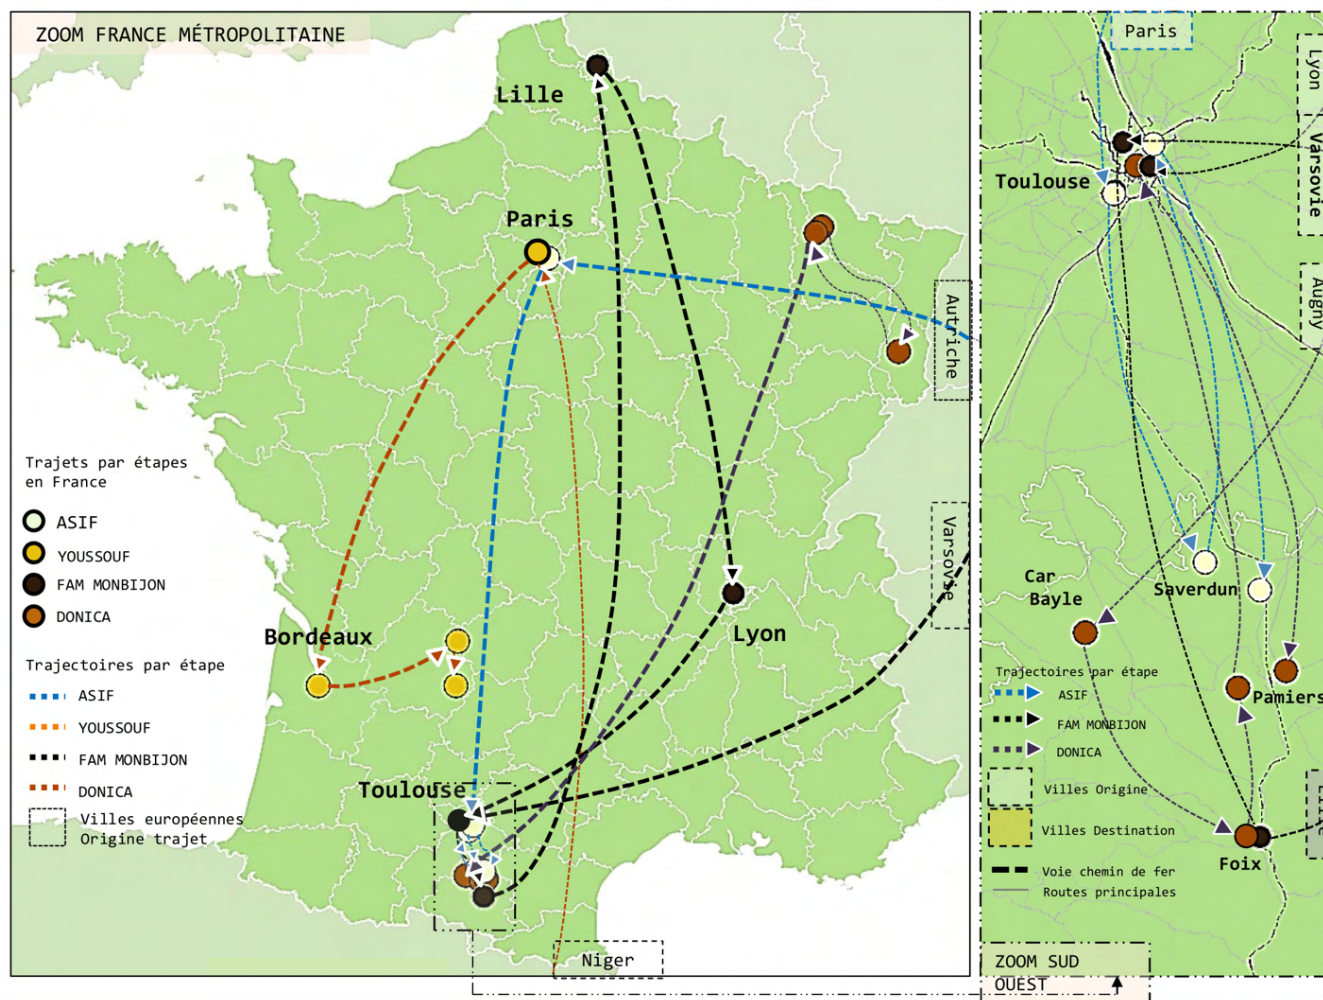 ZOOM FRANCE MÉTROPOLITAINE
Lille
Paris
Autriche
Trajets par étapes
en France
ASIF
YOUSSOUF
FAM MONBIJON
DONICA
Varsovie
Bordeaux
Lyon
Trajectoires par étape
ASIF
YOUSSOUF
FAM MONBIJON
DONICA
Villes européennes
Origine trajet
Toulouse
Niger
Paris
Lyon
Varsovie
Toulouse
Augny
Car
Bayle
Saverdun
Trajectoires par étape
ASIF
FAM MONBIJON
DONICA
Pamiers
Villes Origine
Villes Destination
Foix
Voie chemin de fer
Routes principales
ZOOM SUD
OUEST